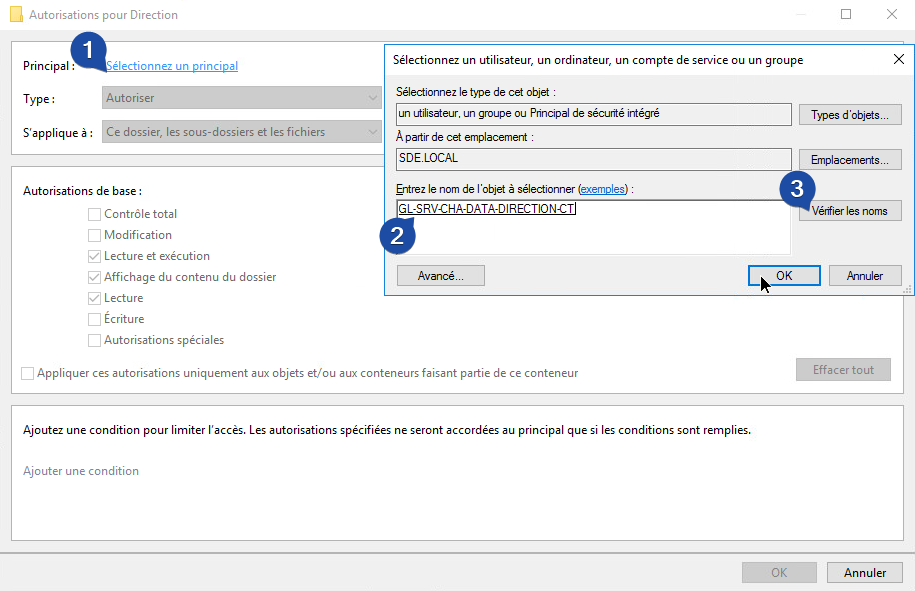 Autorisations pour Direction
1
Principal : Sélectionnez un principal
Type : Autoriser
S'applique à : Ce dossier, les sous-dossiers et les fichiers
Sélectionnez un utilisateur, un ordinateur, un compte de service ou un groupe
Sélectionnez le type de cet objet :
un utilisateur, un groupe ou Principal de sécurité intégré
Types d'objets...
À partir de cet emplacement :
SDE.LOCAL
Emplacements...
Entrez le nom de l'objet à sélectionner (exemples) :
3
GL-SRV-CHA-DATA-DIRECTION-CT
Vérifier les noms
2
Avancé...
OK
Annuler
Autorisations de base :
Contrôle total
Modification
Lecture et exécution
Affichage du contenu du dossier
Lecture
Écriture
Autorisations spéciales
Appliquer ces autorisations uniquement aux objets et/ou aux conteneurs faisant partie de ce conteneur
Effacer tout
Ajoutez une condition pour limiter l'accès. Les autorisations spécifiées ne seront accordées au principal que si les conditions sont remplies.
Ajouter une condition
OK
Annuler